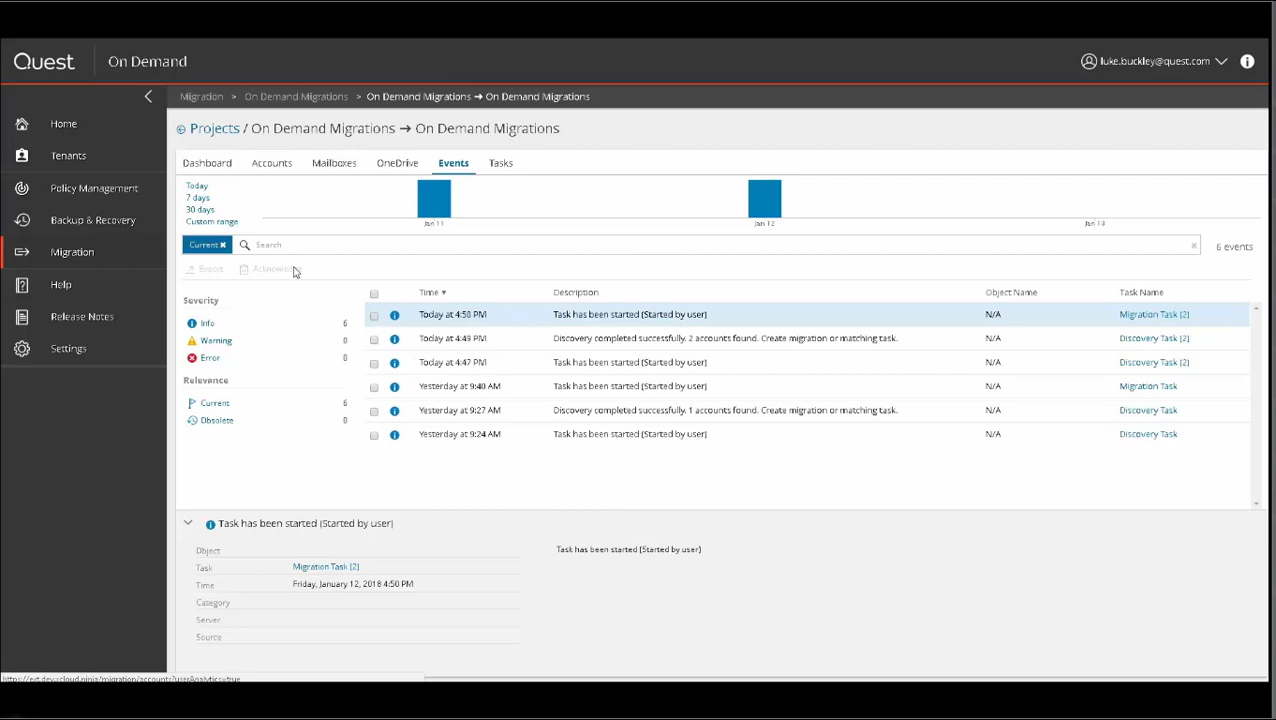 Quest On Demand luke.buckley@quest.com
Migration > On Demand Migrations > On Demand Migrations → On Demand Migrations
Home
Tenants
Policy Management
Backup & Recovery
Migration
Help
Release Notes
Settings
Projects / On Demand Migrations → On Demand Migrations
Dashboard Accounts Mailboxes OneDrive Events Tasks
Today
7 days
30 days
Custom range
Jan 11 Jan 12 Jan 13
Current × Search 6 events
Export Acknowledge
Severity
Info 6
Warning 0
Error 0
Relevance
Current 6
Obsolete 0
Time ▾ Description Object Name Task Name
Today at 4:50 PM Task has been started (Started by user) N/A Migration Task (2)
Today at 4:49 PM Discovery completed successfully. 2 accounts found. Create migration or matching task. N/A Discovery Task (2)
Today at 4:47 PM Task has been started (Started by user) N/A Discovery Task (2)
Yesterday at 9:40 AM Task has been started (Started by user) N/A Migration Task
Yesterday at 9:27 AM Discovery completed successfully. 1 accounts found. Create migration or matching task. N/A Discovery Task
Yesterday at 9:24 AM Task has been started (Started by user) N/A Discovery Task
Task has been started (Started by user)
Object
Task Migration Task (2)
Time Friday, January 12, 2018 4:50 PM
Category
Server
Source
Task has been started (Started by user)
https://ext.dev.xcloud.ninja/migration/accounts?userAnalytics=true